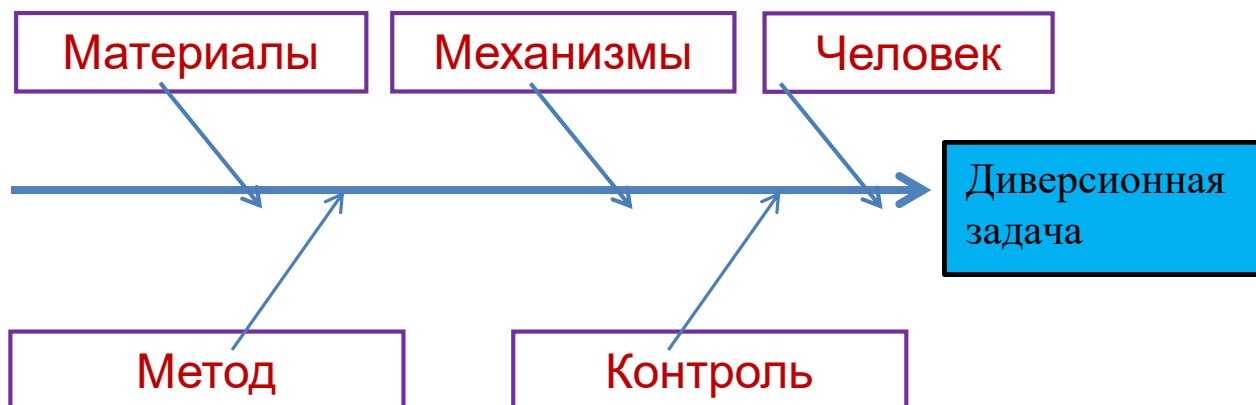 Материалы
Механизмы
Человек
Диверсионная
задача
Метод
Контроль